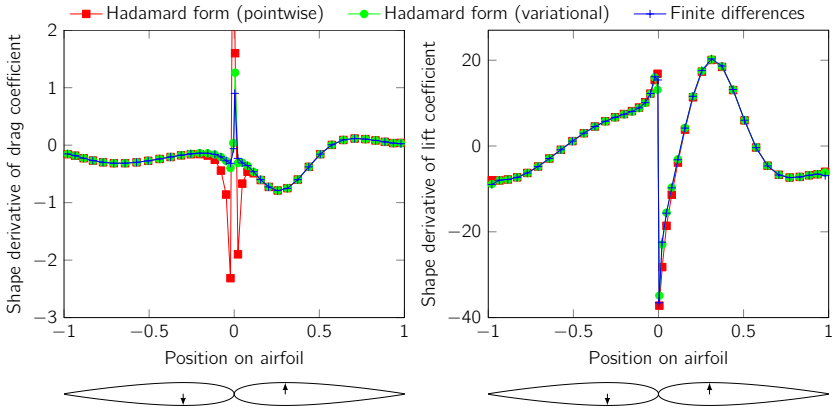 Hadamard form (pointwise) Hadamard form (variational) Finite differences
Shape derivative of drag coefficient
2
1
0
−1
−2
−3
−1 −0.5 0 0.5 1
Position on airfoil
Shape derivative of lift coefficient
20
0
−20
−40
−1 −0.5 0 0.5 1
Position on airfoil